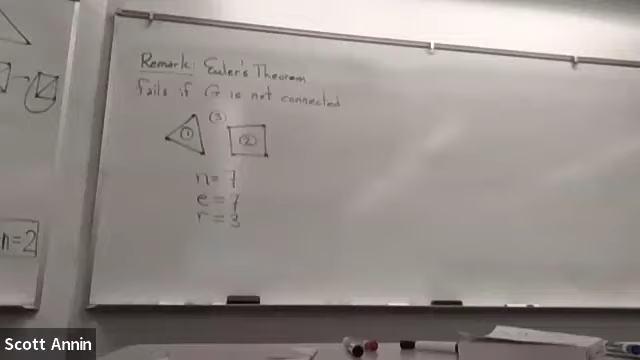 Remark: Euler's Theorem
fails if G is not connected
① ③ ②
n = 7
e = 7
r = 3
n=2
Scott Annin